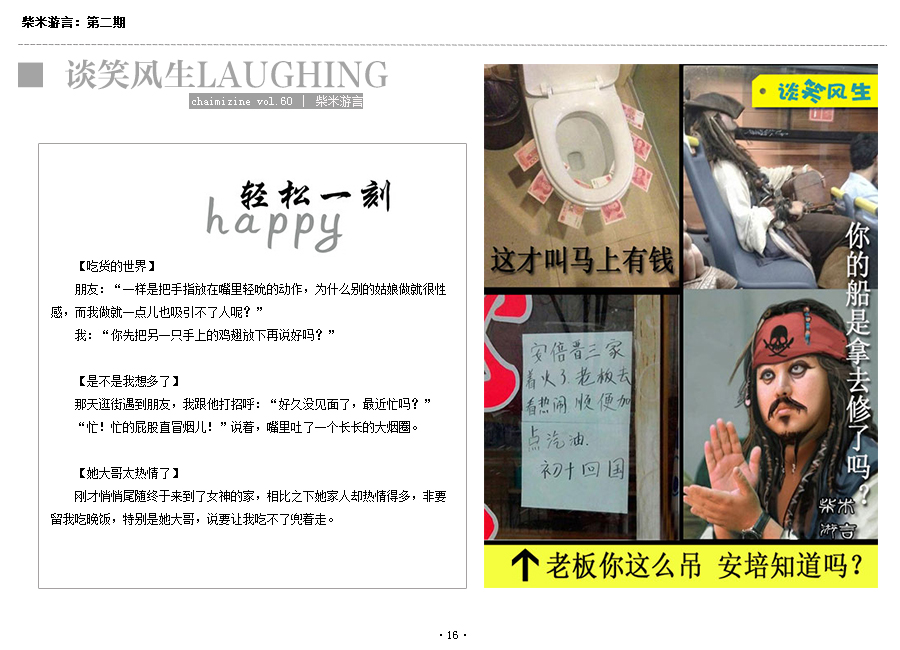 柴米游言：第二期
谈笑风生LAUGHING
chaimizine vol.60 | 柴米游言
轻松一刻
happy
【吃货的世界】
朋友：“一样是把手指放在嘴里轻吮的动作，为什么别的姑娘做就很性
感，而我做就一点儿也吸引不了人呢？”
我：“你先把另一只手上的鸡翅放下再说好吗？”
【是不是我想多了】
那天逛街遇到朋友，我跟他打招呼：“好久没见面了，最近忙吗？”
“忙！忙的屁股直冒烟儿！”说着，嘴里吐了一个长长的大烟圈。
【她大哥太热情了】
刚才悄悄尾随终于来到了女神的家，相比之下她家人却热情得多，非要
留我吃晚饭，特别是她大哥，说要让我吃不了兜着走。
谈笑风生
这才叫马上有钱
你的船是拿去修了吗？
安倍晋三家
着火了.老板去
看热闹顺便加
点汽油.
初十回国
柴米
游言
老板你这么吊 安培知道吗？
·16·